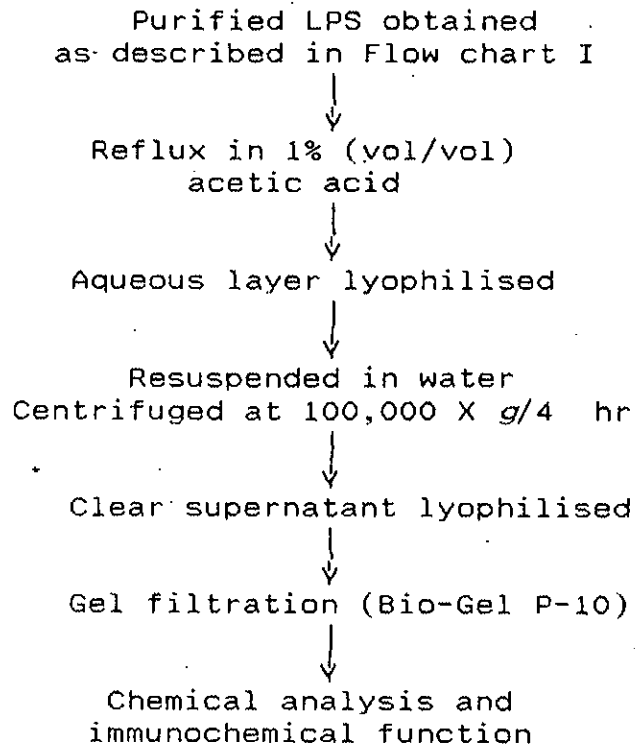 Purified LPS obtained
as described in Flow chart I
Reflux in 1% (vol/vol)
acetic acid
Aqueous layer lyophilised
Resuspended in water
Centrifuged at 100,000 X g/4 hr
Clear supernatant lyophilised
Gel filtration (Bio-Gel P-10)
Chemical analysis and
immunochemical function